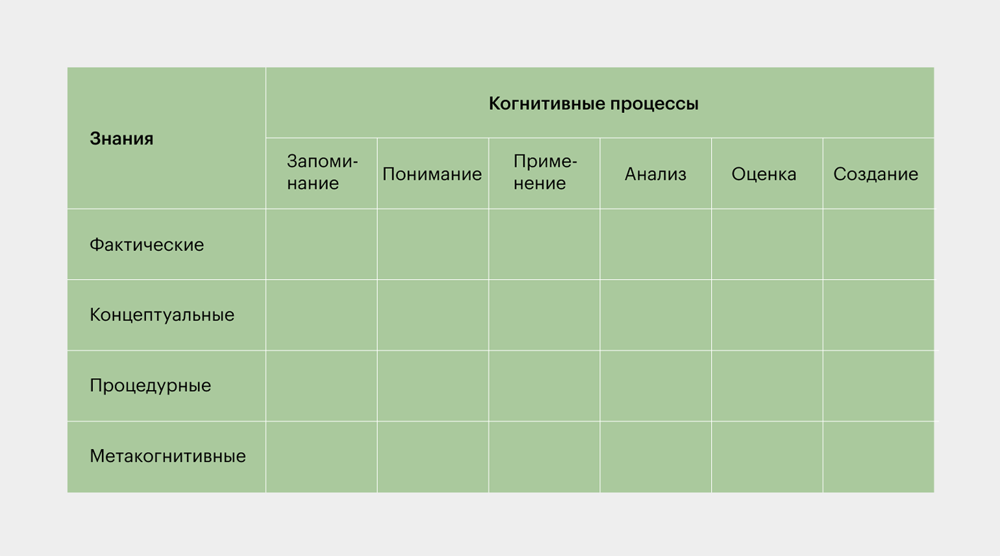 Знания
Когнитивные процессы
Запоми-
нание
Понимание
Приме-
нение
Анализ
Оценка
Создание
Фактические
Концептуальные
Процедурные
Метакогнитивные